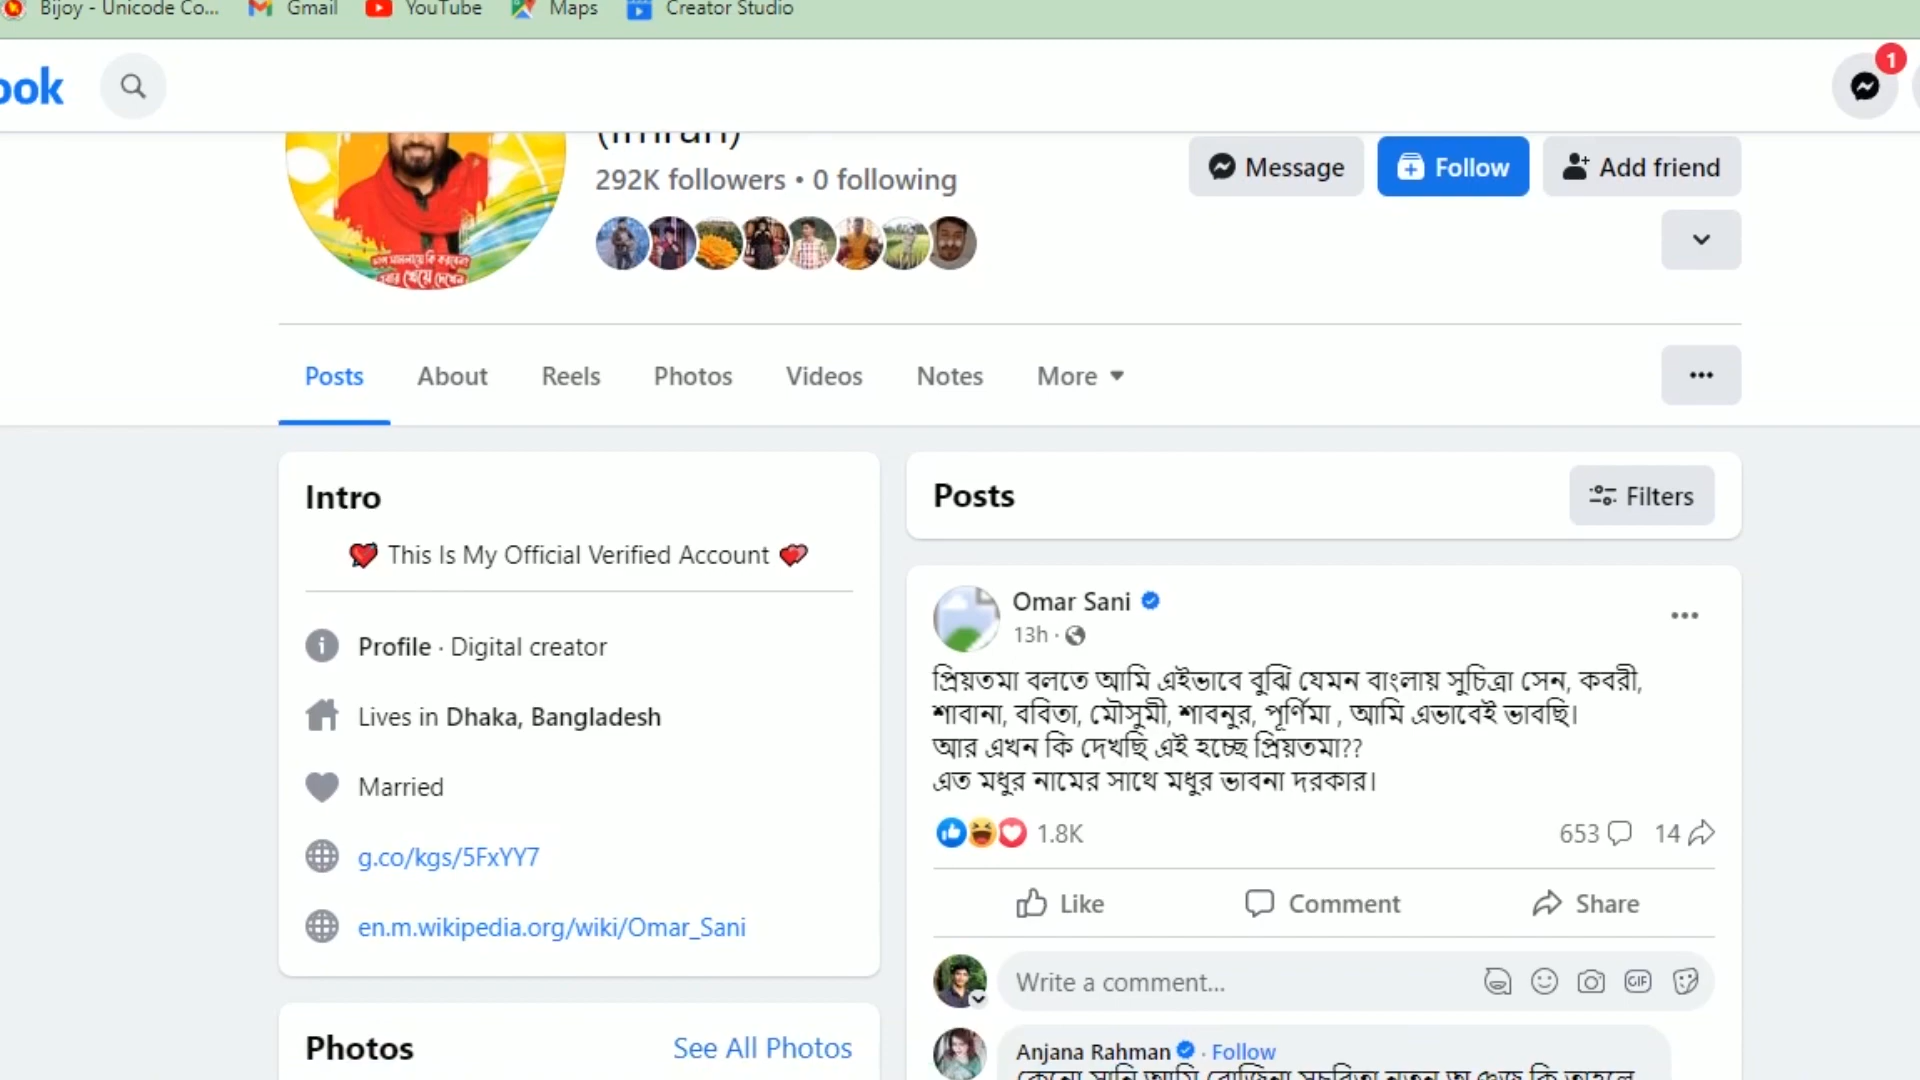 Bijoy - Unicode Co...
Gmail
YouTube
Maps
Creator Studio
ook
1
292K followers • 0 following
Message
Follow
Add friend
খেয়ে দেখেন
Posts
About
Reels
Photos
Videos
Notes
More
Intro
This Is My Official Verified Account
Profile · Digital creator
Lives in Dhaka, Bangladesh
Married
g.co/kgs/5FxYY7
en.m.wikipedia.org/wiki/Omar_Sani
Photos
See All Photos
Posts
Filters
Omar Sani
13h ·
প্রিয়তমা বলতে আমি এইভাবে বুঝি যেমন বাংলায় সুচিত্রা সেন, কবরী,
শাবানা, ববিতা, মৌসুমী, শাবনুর, পূর্ণিমা , আমি এভাবেই ভাবছি।
আর এখন কি দেখছি এই হচ্ছে প্রিয়তমা??
এত মধুর নামের সাথে মধুর ভাবনা দরকার।
1.8K
653
14
Like
Comment
Share
Write a comment...
GIF
Anjana Rahman · Follow